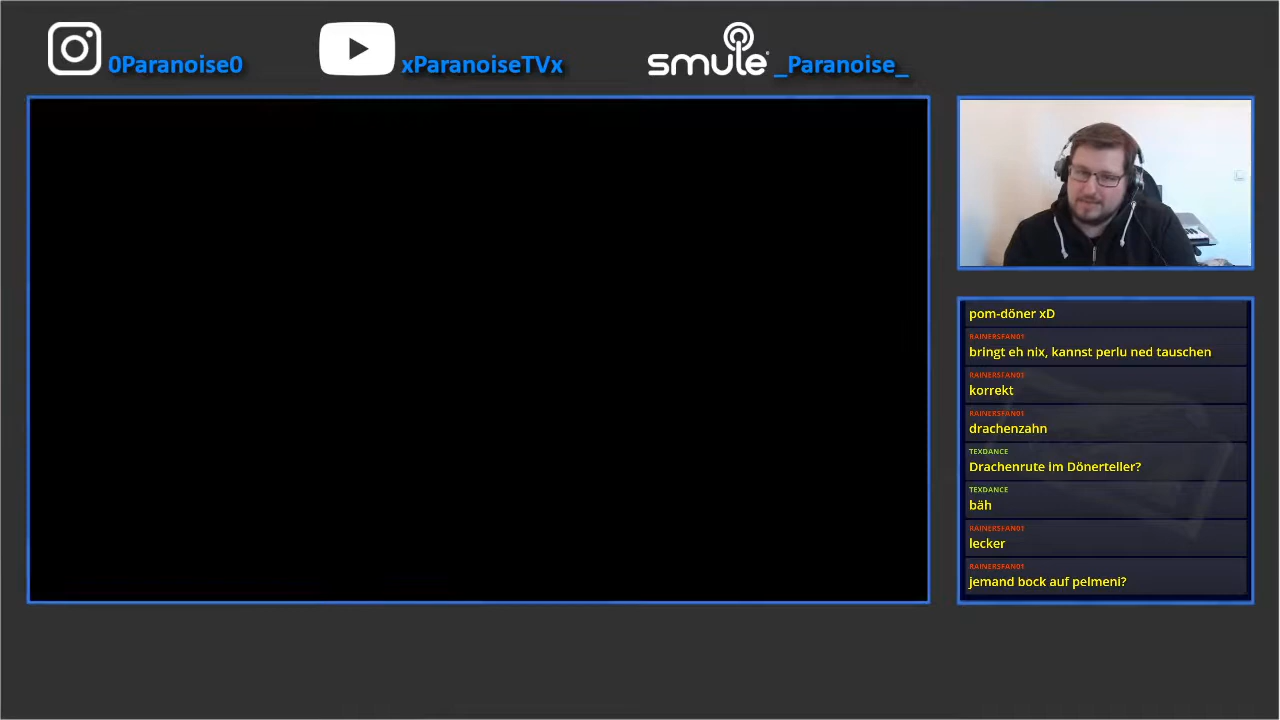 0Paranoise0
xParanoiseTVx
smule
_Paranoise_
pom-döner xD
RAINERSFAN01
bringt eh nix, kannst perlu ned tauschen
RAINERSFAN01
korrekt
RAINERSFAN01
drachenzahn
TEXDANCE
Drachenrute im Dönerteller?
TEXDANCE
bäh
RAINERSFAN01
lecker
RAINERSFAN01
jemand bock auf pelmeni?